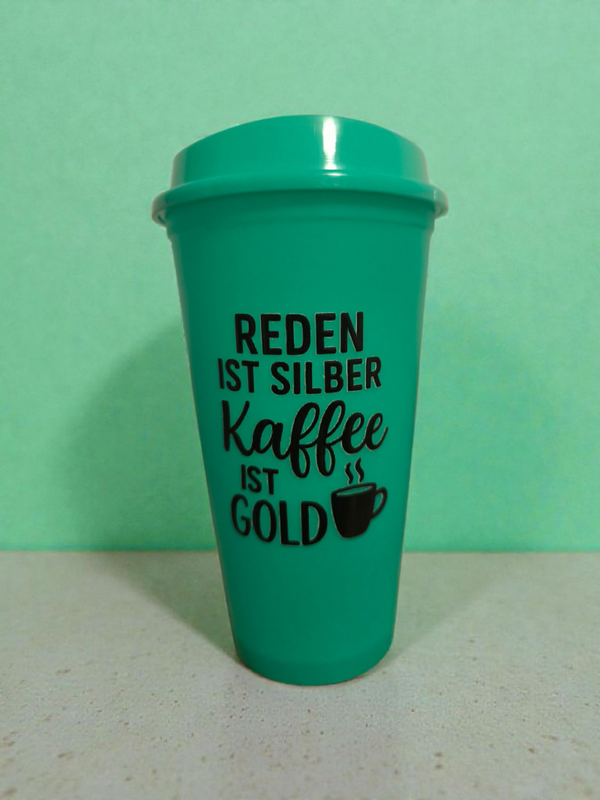 REDEN
IST SILBER
Kaffee
IST
GOLD